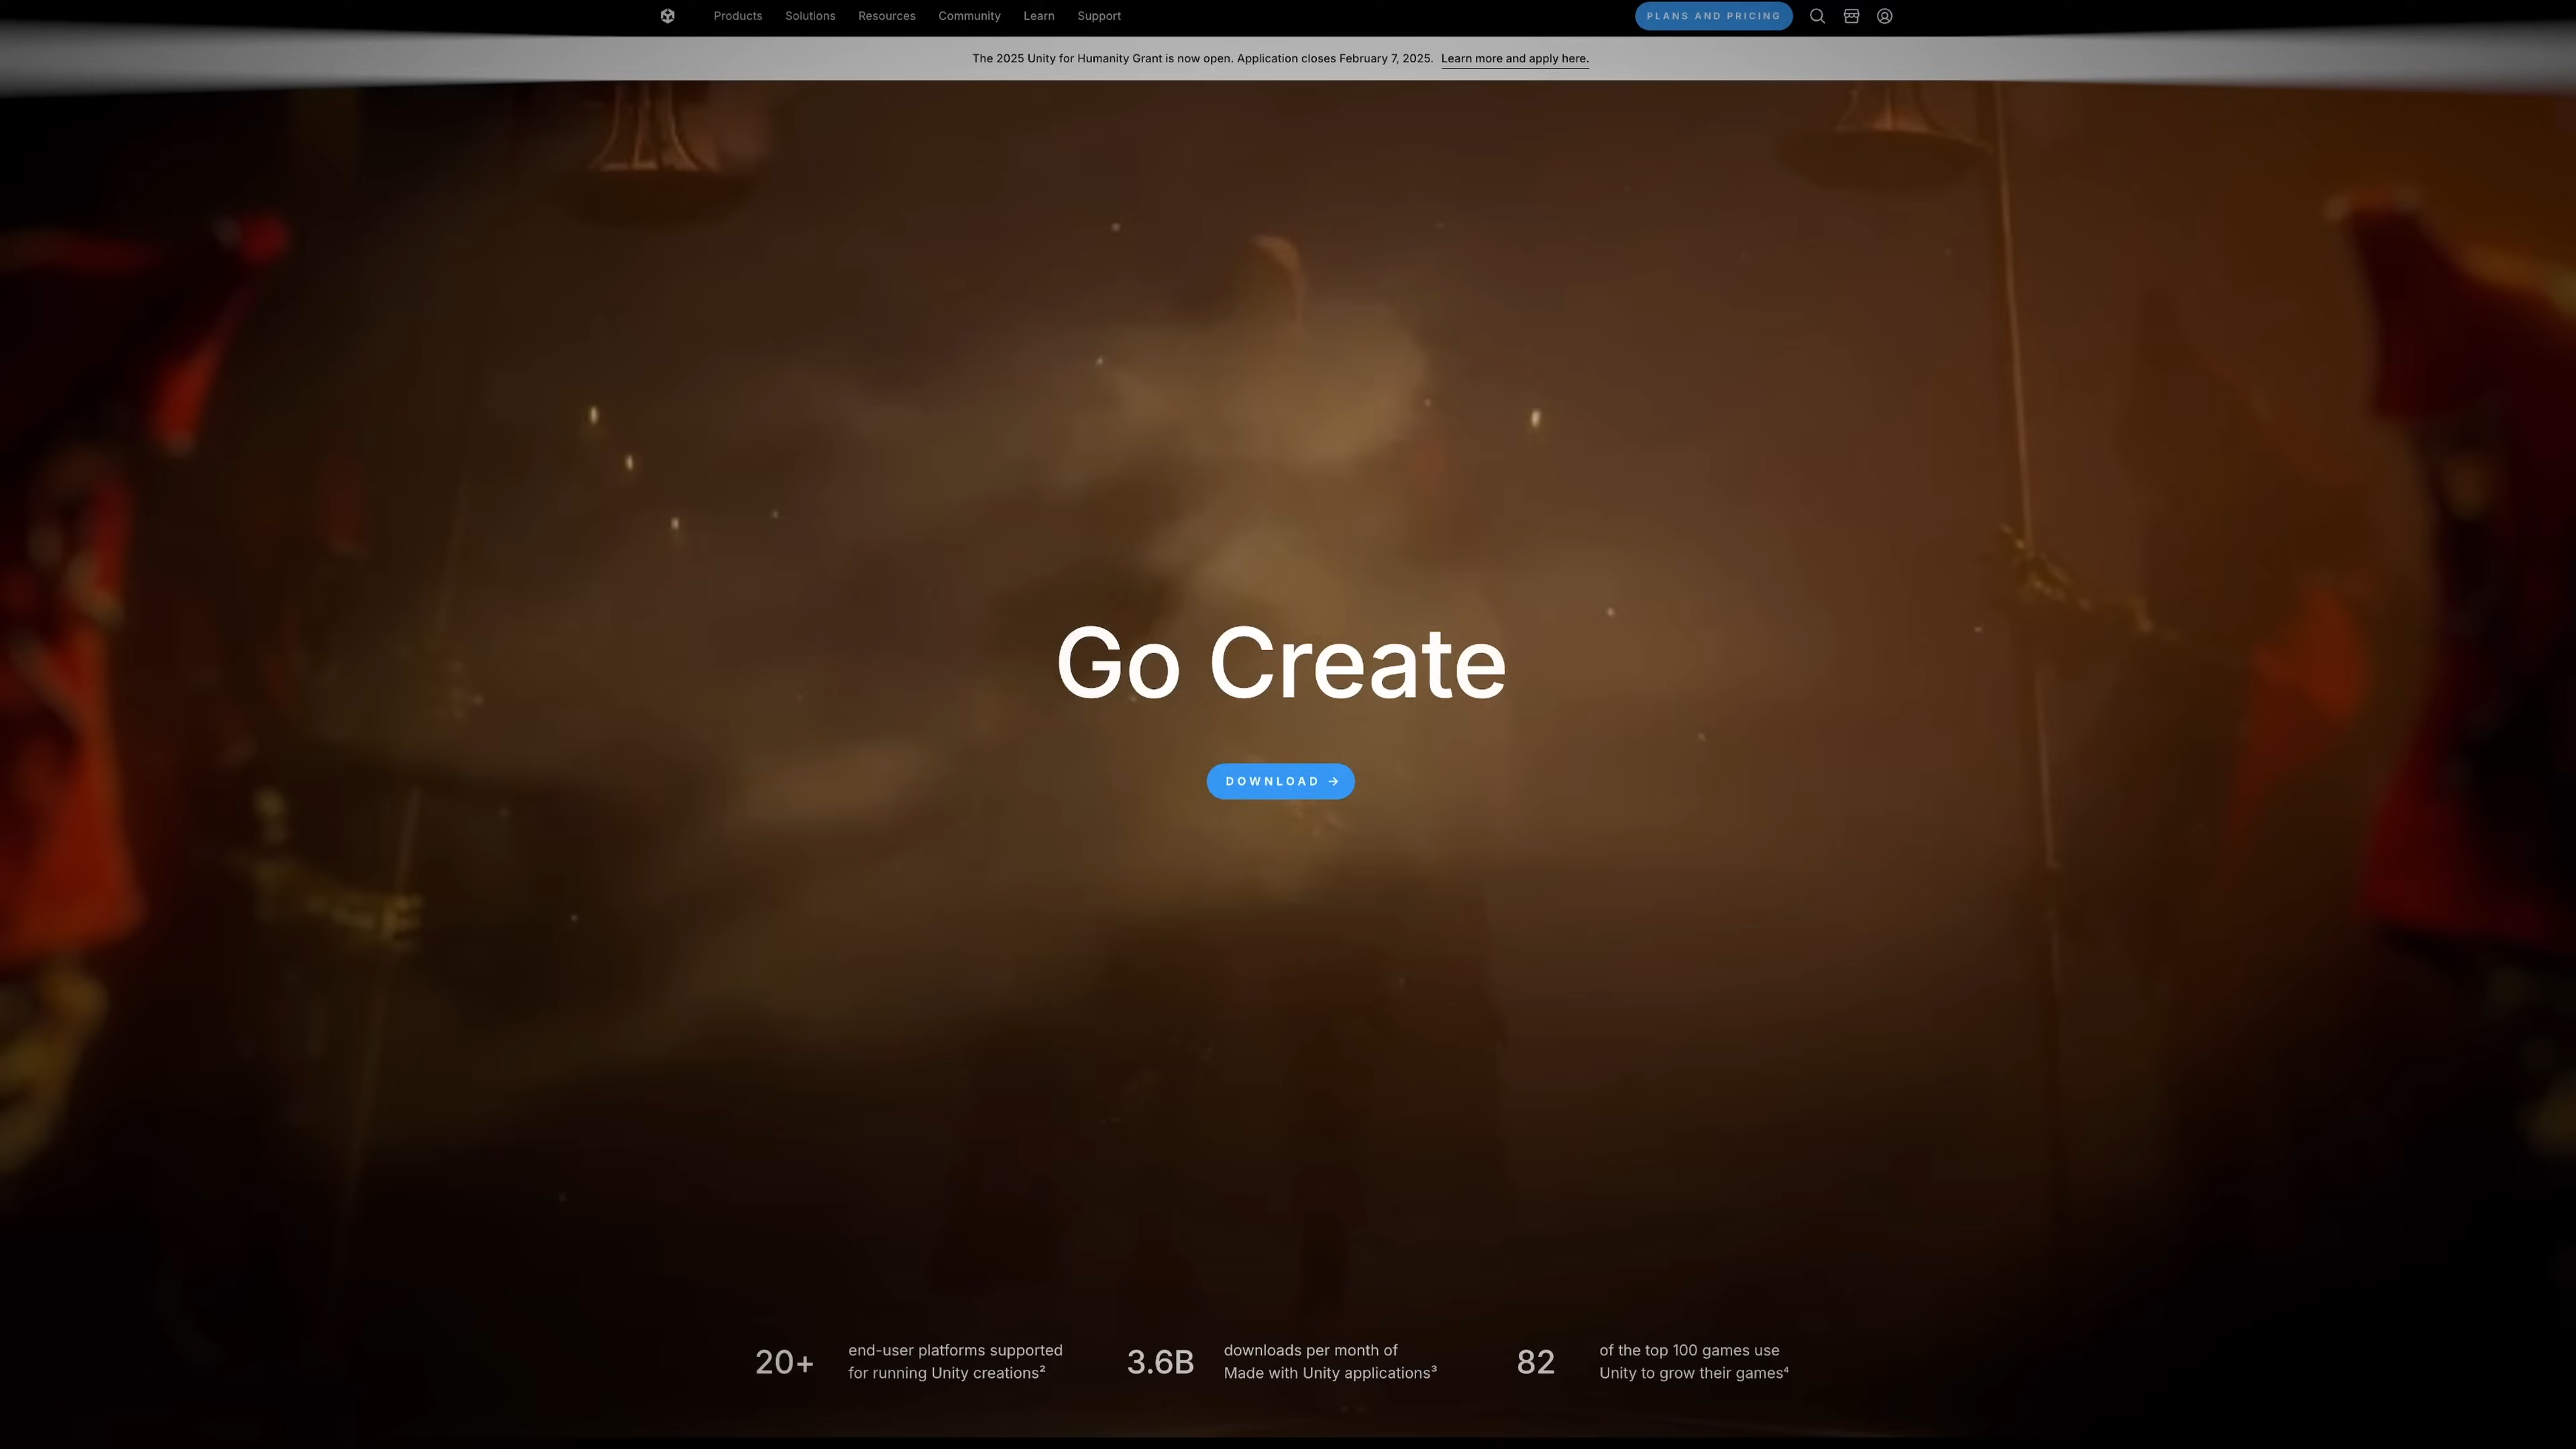 Products Solutions Resources Community Learn Support PLANS AND PRICING
The 2025 Unity for Humanity Grant is now open. Application closes February 7, 2025. Learn more and apply here.
Go Create
DOWNLOAD →
20+ end-user platforms supported
for running Unity creations²
3.6B downloads per month of
Made with Unity applications³
82 of the top 100 games use
Unity to grow their games⁴